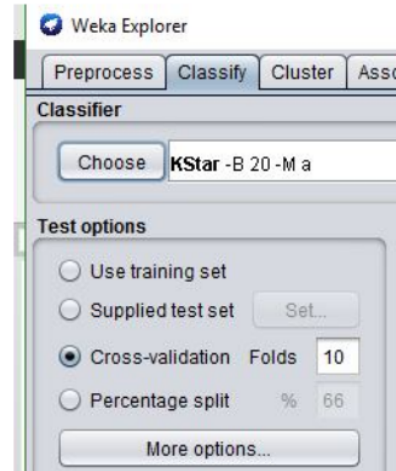 Weka Explorer
Preprocess Classify Cluster Asso
Classifier
Choose KStar -B 20 -M a
Test options
Use training set
Supplied test set Set...
Cross-validation Folds 10
Percentage split % 66
More options...